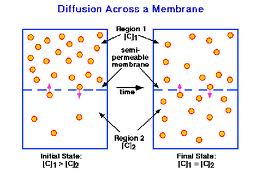 Diffusion Across a Membrane
Region 1
[C]1
semi-
permeable
membrane
time
Region 2
[C]2
Initial State:
[C]1 > [C]2
Final State:
[C]1 = [C]2